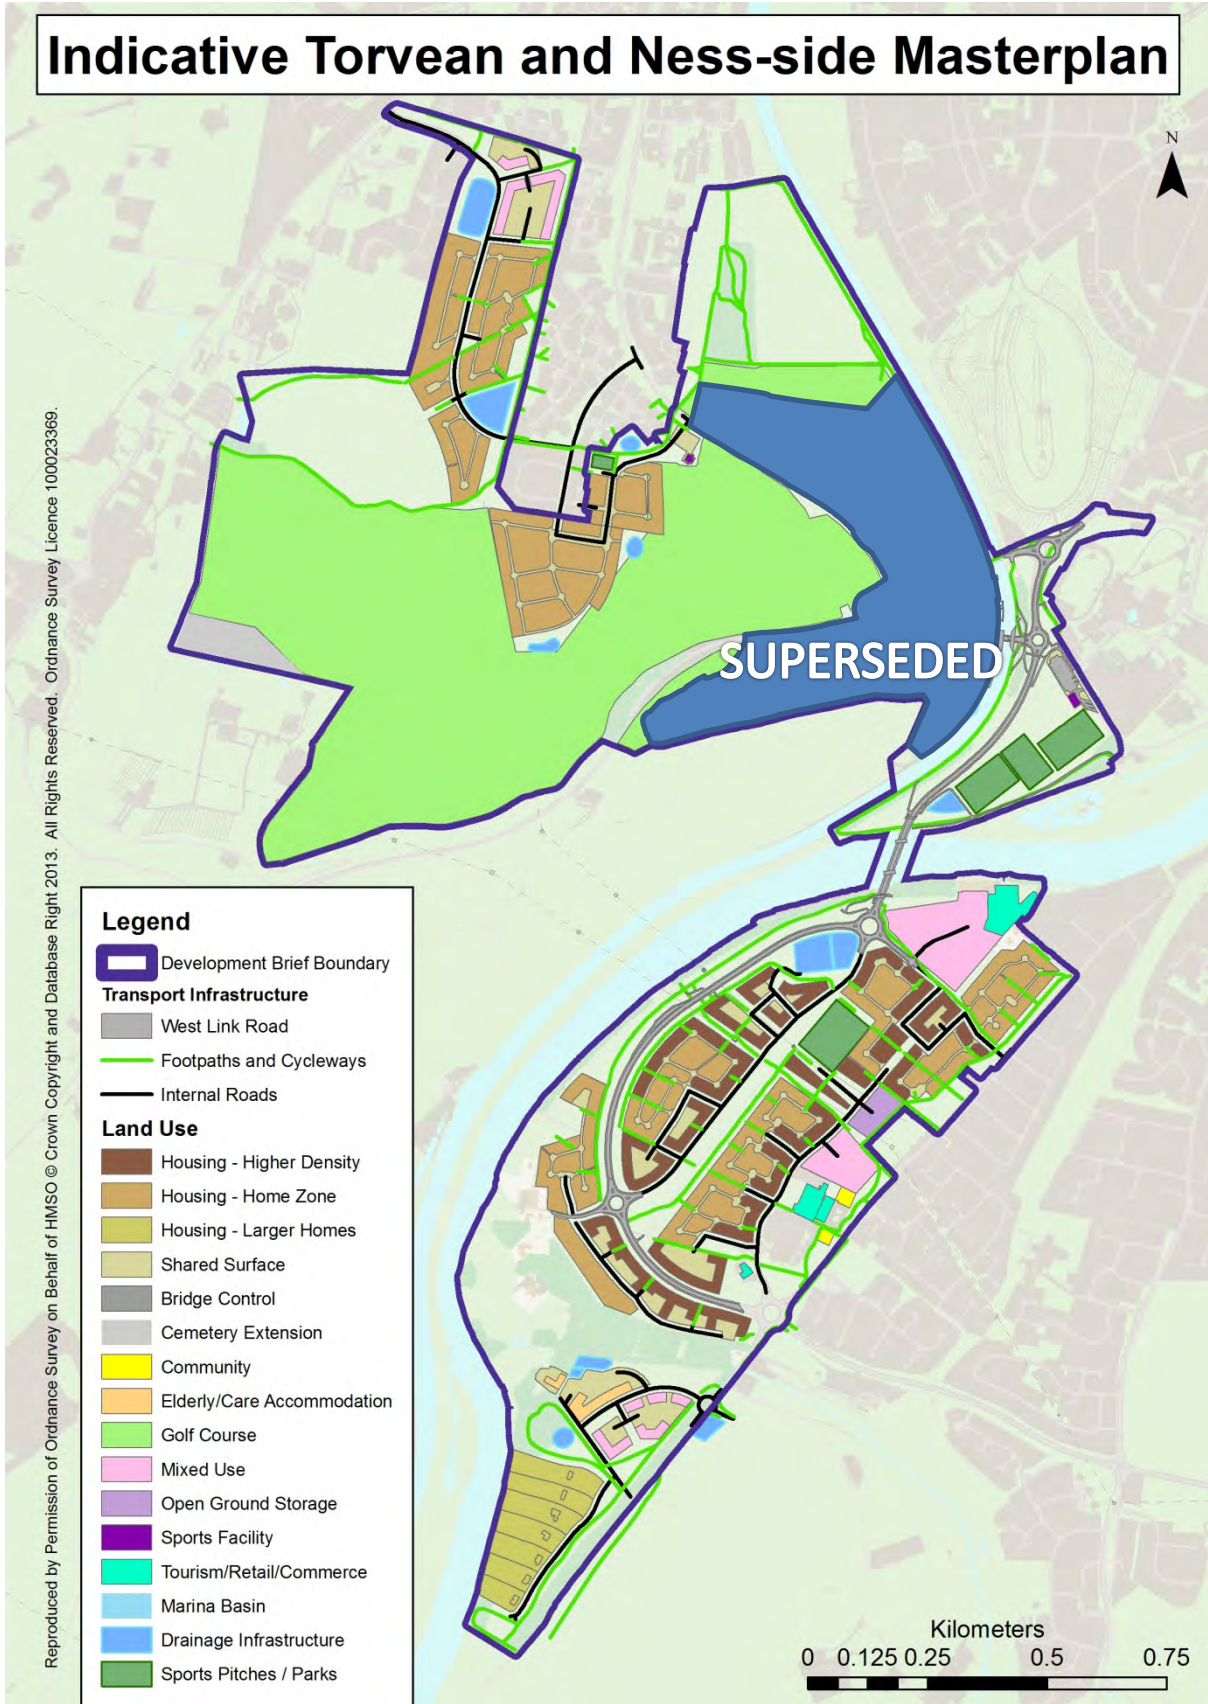 Indicative Torvean and Ness-side Masterplan
N
SUPERSEDED
Reproduced by Permission of Ordnance Survey on Behalf of HMSO © Crown Copyright and Database Right 2013. All Rights Reserved. Ordnance Survey Licence 100023369.
Legend
Development Brief Boundary
Transport Infrastructure
West Link Road
Footpaths and Cycleways
Internal Roads
Land Use
Housing - Higher Density
Housing - Home Zone
Housing - Larger Homes
Shared Surface
Bridge Control
Cemetery Extension
Community
Elderly/Care Accommodation
Golf Course
Mixed Use
Open Ground Storage
Sports Facility
Tourism/Retail/Commerce
Marina Basin
Drainage Infrastructure
Sports Pitches / Parks
Kilometers
0 0.125 0.25 0.5 0.75